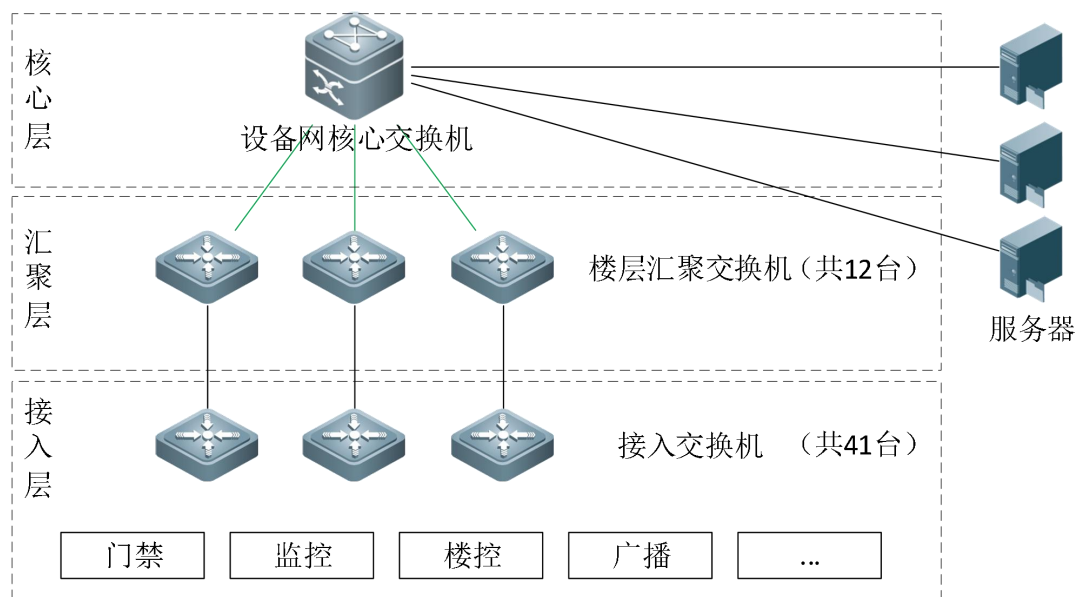 核心层
设备网核心交换机
汇聚层
楼层汇聚交换机（共12台）
服务器
接入层
接入交换机 （共41台）
门禁
监控
楼控
广播
...